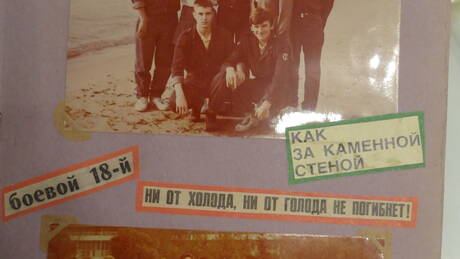 КАК
ЗА КАМЕННОЙ
СТЕНОЙ
боевой 18-й
НИ ОТ ХОЛОДА, НИ ОТ ГОЛОДА НЕ ПОГИБНЕТ!